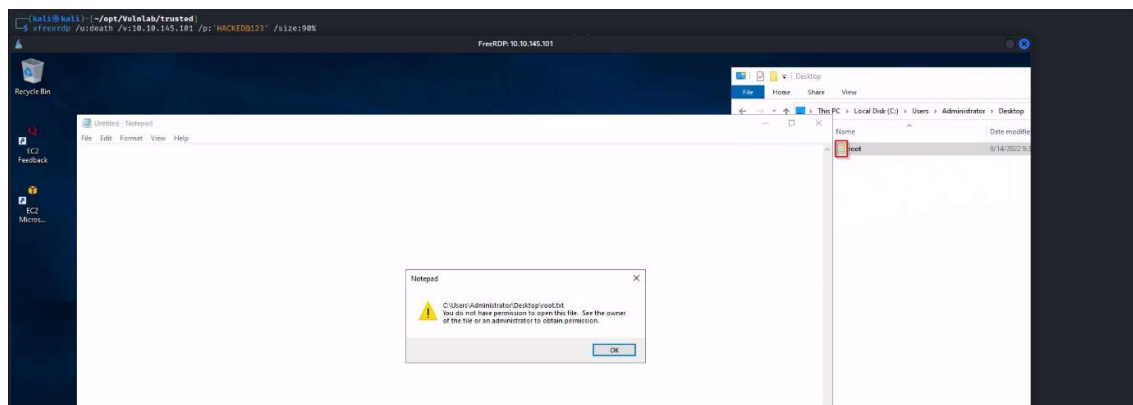 (kali㉿kali)-[~/opt/Vulnlab/trusted]
$ xfreerdp /u:death /v:10.10.145.101 /p:'HACKED@123' /size:90%
FreeRDP: 10.10.145.101
Recycle Bin
EC2
Feedback
EC2
Micros...
Untitled - Notepad
File Edit Format View Help
Desktop
File Home Share View
This PC > Local Disk (C:) > Users > Administrator > Desktop
Name Date modifie
root 9/14/2022 9:3
Notepad
C:\Users\Administrator\Desktop\root.txt
You do not have permission to open this file. See the owner
of the file or an administrator to obtain permission.
OK